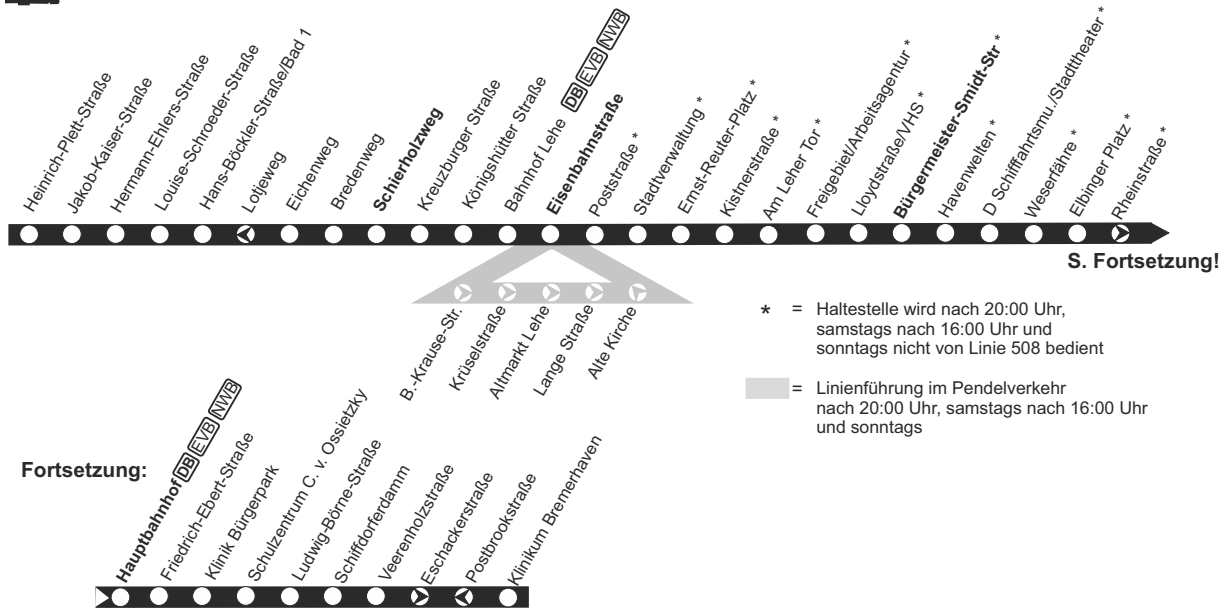 Heinrich-Plett-Straße
Jakob-Kaiser-Straße
Hermann-Ehlers-Straße
Louise-Schroeder-Straße
Hans-Böckler-Straße/Bad 1
Lotjeweg
Eichenweg
Bredenweg
Schierholzweg
Kreuzburger Straße
Königshütter Straße
Bahnhof Lehe DB EVB NWB
Eisenbahnstraße
Poststraße *
Stadtverwaltung *
Ernst-Reuter-Platz *
Kistnerstraße *
Am Leher Tor *
Freigebiet/Arbeitsagentur *
Lloydstraße/VHS *
Bürgermeister-Smidt-Str *
Havenwelten *
D Schifffahrtsmu./Stadttheater *
Weserfähre *
Elbinger Platz *
Rheinstraße *
S. Fortsetzung!
B.-Krause-Str.
Krüselstraße
Altmarkt Lehe
Lange Straße
Alte Kirche
* = Haltestelle wird nach 20:00 Uhr,
samstags nach 16:00 Uhr und
sonntags nicht von Linie 508 bedient
= Linienführung im Pendelverkehr
nach 20:00 Uhr, samstags nach 16:00 Uhr
und sonntags
Fortsetzung:
Hauptbahnhof DB EVB NWB
Friedrich-Ebert-Straße
Klinik Bürgerpark
Schulzentrum C. v. Ossietzky
Ludwig-Börne-Straße
Schiffdorferdamm
Veerenholzstraße
Eschackerstraße
Postbrookstraße
Klinikum Bremerhaven